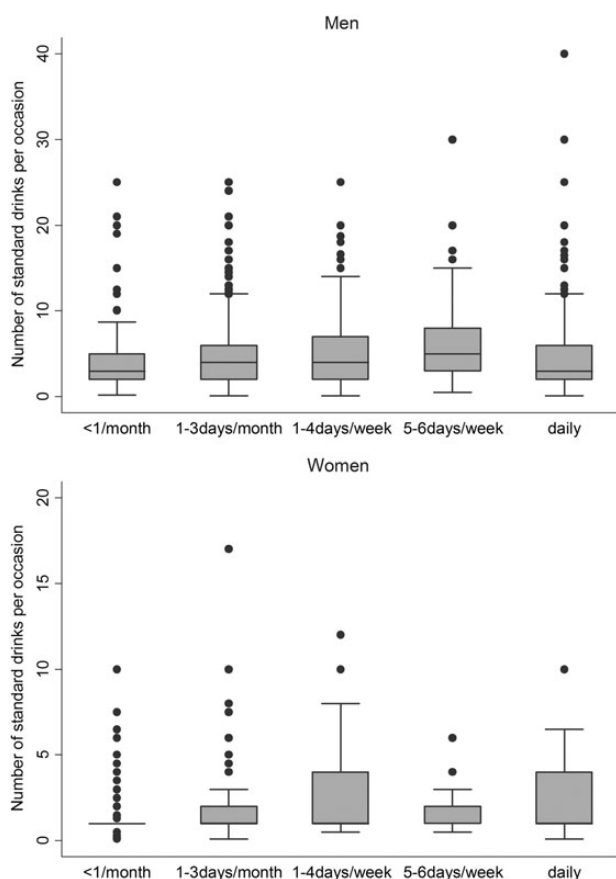 Men
Number of standard drinks per occasion
40
30
20
10
0
<1/month 1-3days/month 1-4days/week 5-6days/week daily
Women
Number of standard drinks per occasion
20
15
10
5
0
<1/month 1-3days/month 1-4days/week 5-6days/week daily